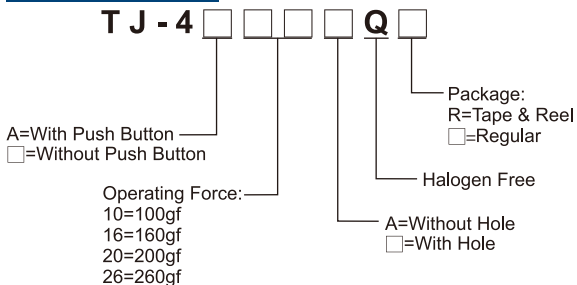 TJ-4□ □□ □ Q □
Package:
R=Tape & Reel
□=Regular
A=With Push Button
□=Without Push Button
Halogen Free
Operating Force:
10=100gf
16=160gf
20=200gf
26=260gf
A=Without Hole
□=With Hole